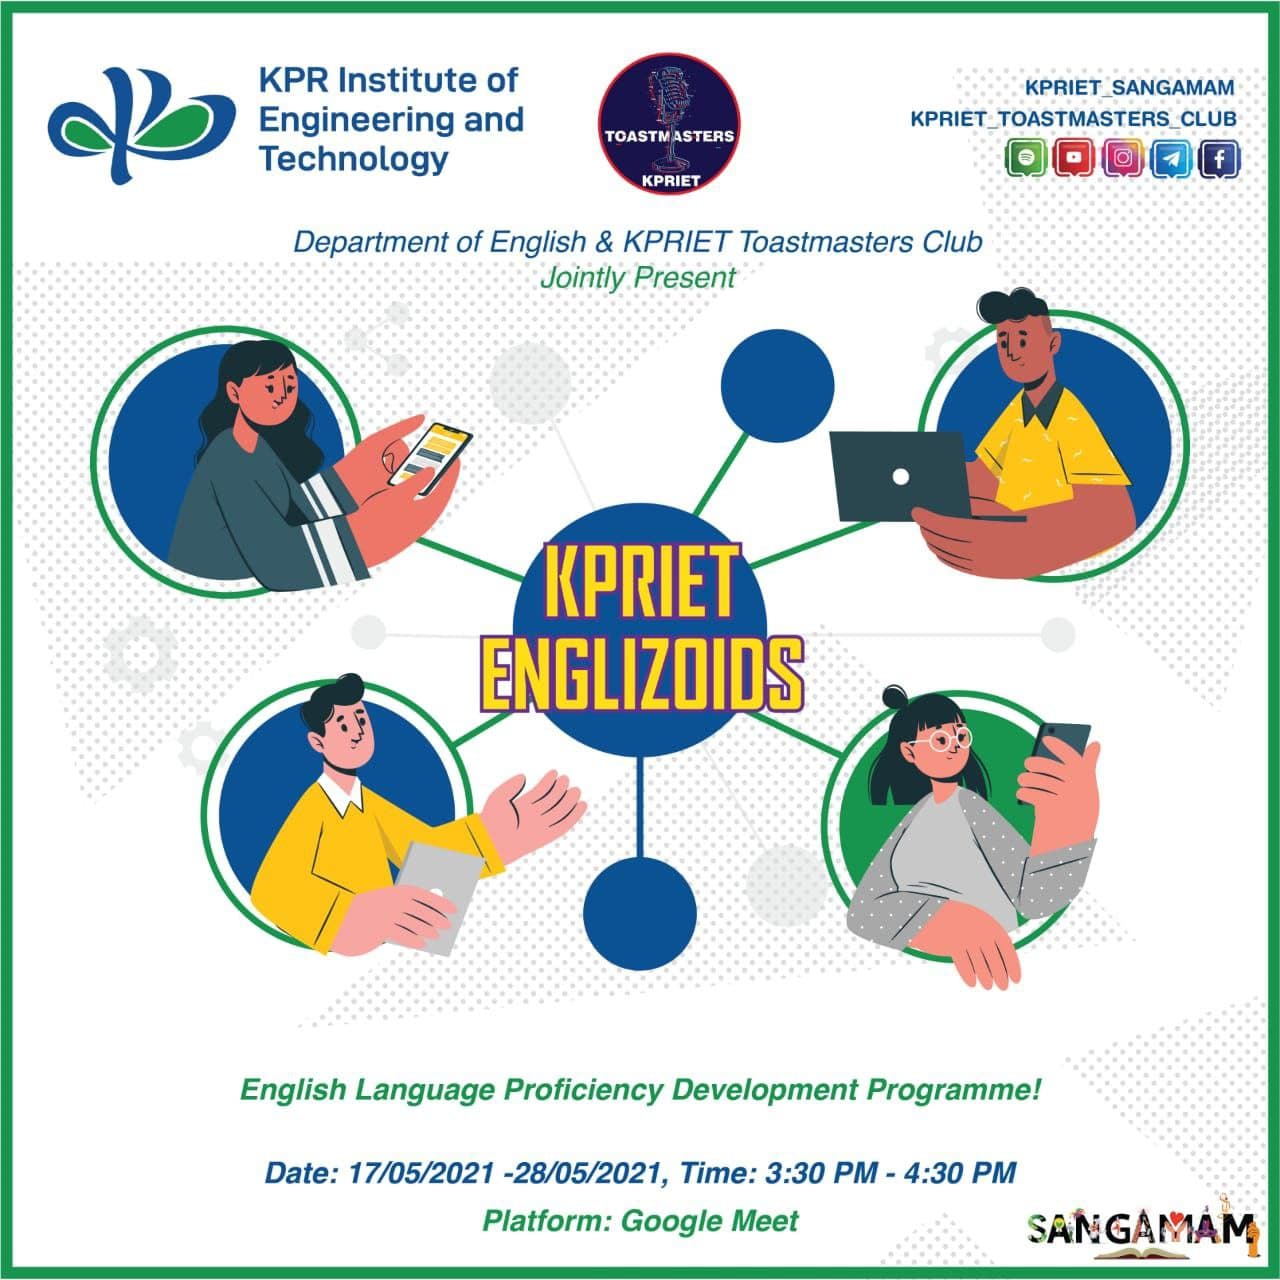 KPR Institute of
Engineering and
Technology
TOASTMASTERS
KPRIET
KPRIET_SANGAMAM
KPRIET_TOASTMASTERS_CLUB
Department of English & KPRIET Toastmasters Club
Jointly Present
KPRIET
ENGLIZOIDS
English Language Proficiency Development Programme!
Date: 17/05/2021 -28/05/2021, Time: 3:30 PM - 4:30 PM
Platform: Google Meet
SANGAMAM